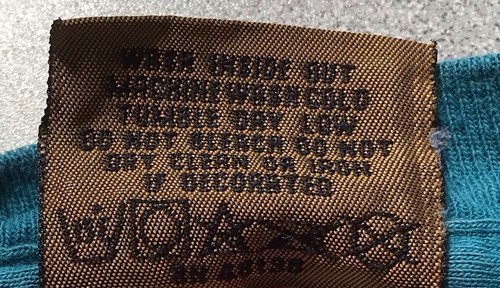 WASH INSIDE OUT
MACHINE WASH COLD
TUMBLE DRY LOW
DO NOT BLEACH DO NOT
DRY CLEAN OR IRON
IF DECORATED
RN